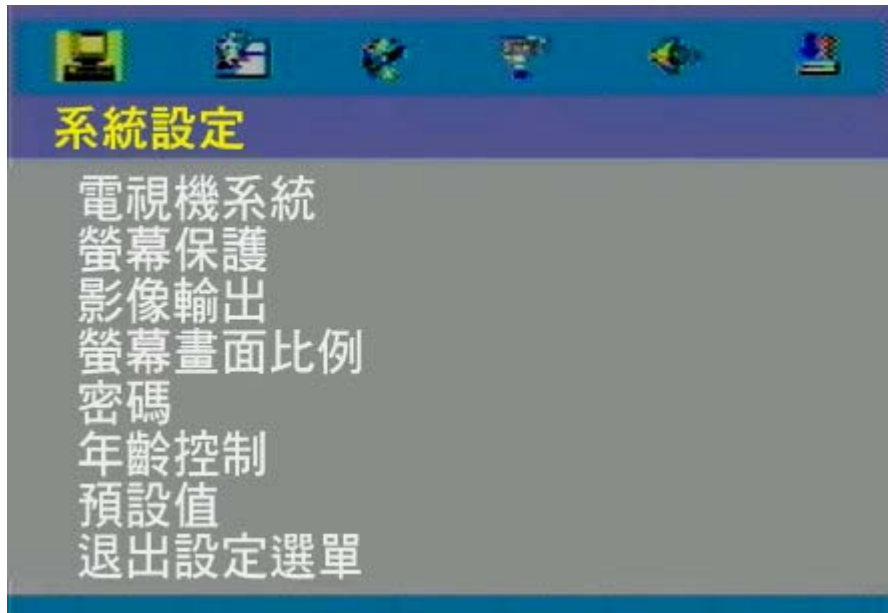 系統設定
電視機系統
螢幕保護
影像輸出
螢幕畫面比例
密碼
年齡控制
預設值
退出設定選單